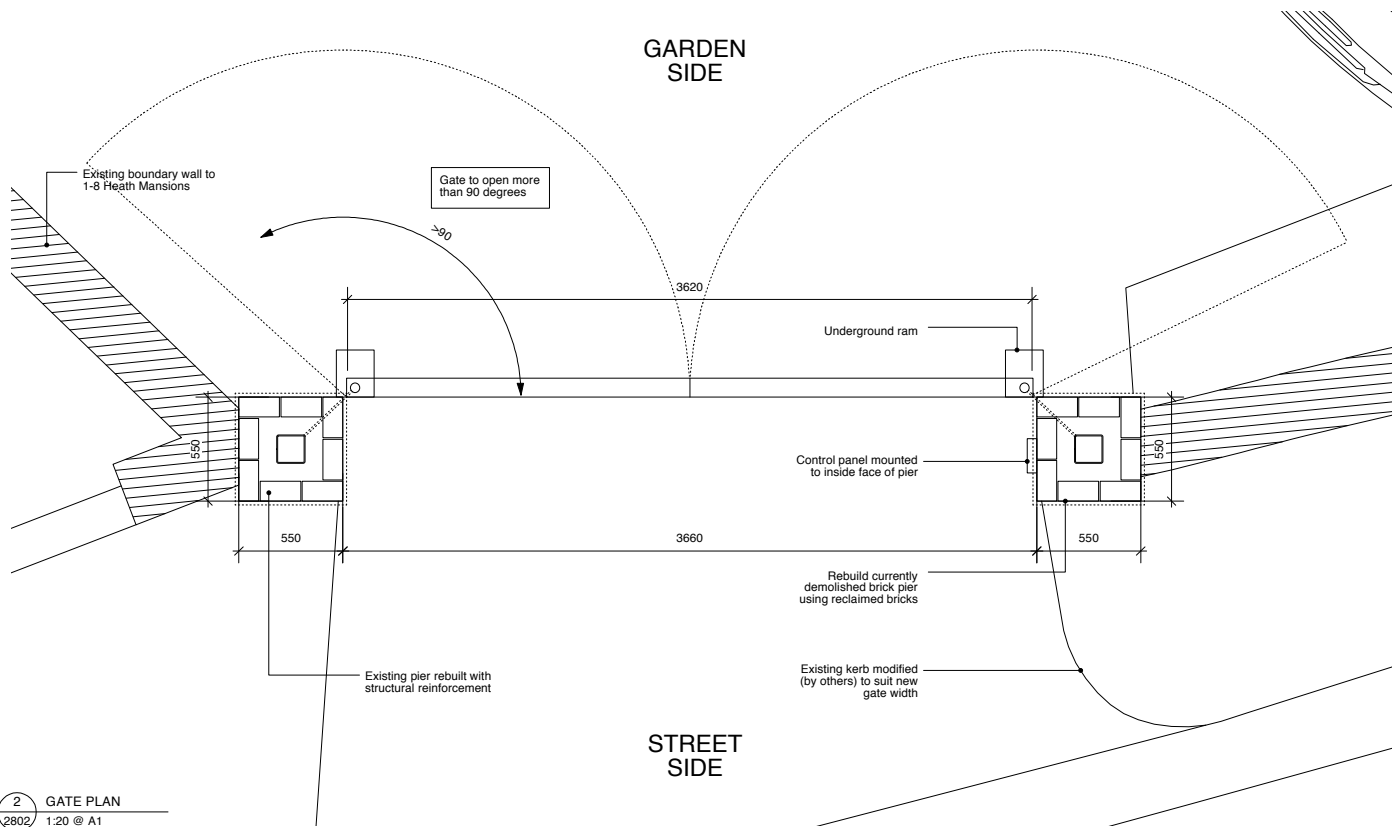 GARDEN
SIDE
Existing boundary wall to
1-8 Heath Mansions
Gate to open more
than 90 degrees
>90
3620
Underground ram
550
550
Control panel mounted
to inside face of pier
550
3660
550
Rebuild currently
demolished brick pier
using reclaimed bricks
Existing pier rebuilt with
structural reinforcement
Existing kerb modified
(by others) to suit new
gate width
STREET
SIDE
2
GATE PLAN
2802
1:20 @ A1